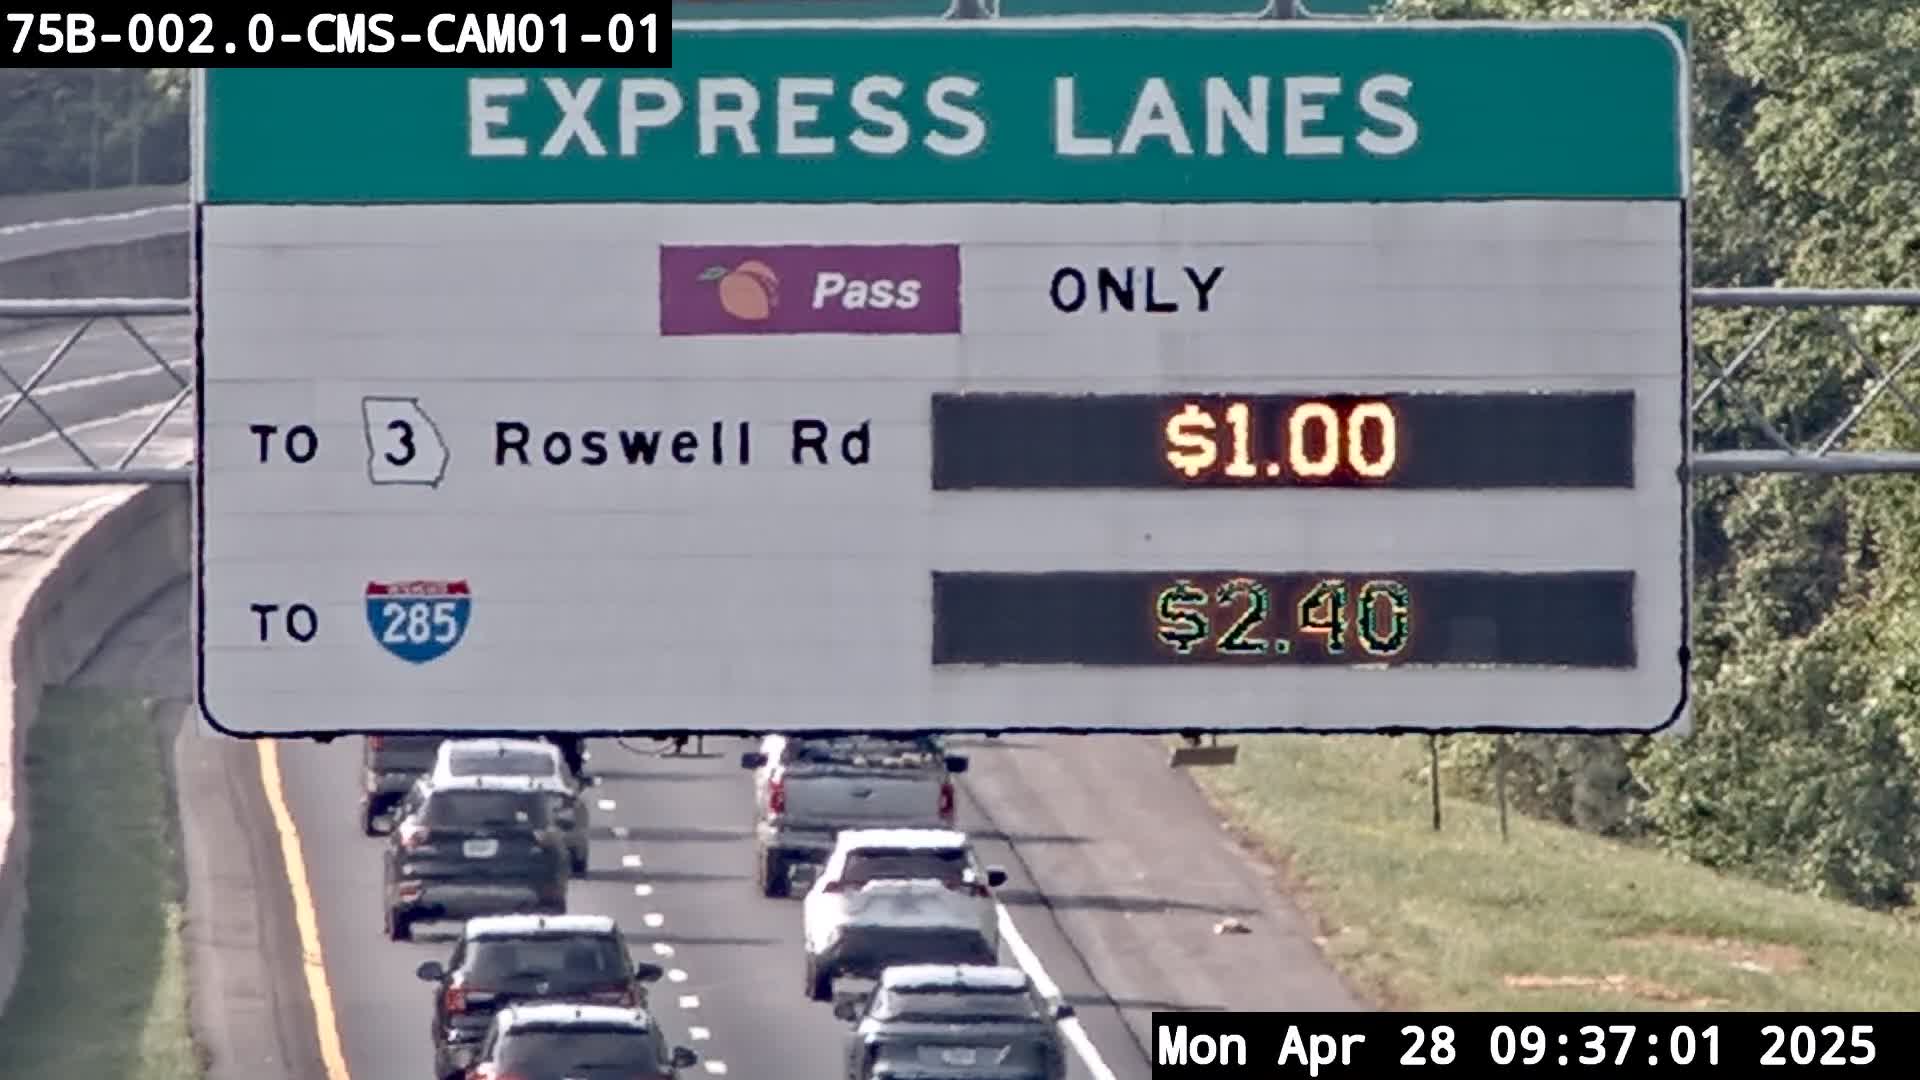 75B-002.0-CMS-CAM01-01
EXPRESS LANES
Pass ONLY
TO 3 Roswell Rd $1.00
TO 285 $2.40
Mon Apr 28 09:37:01 2025